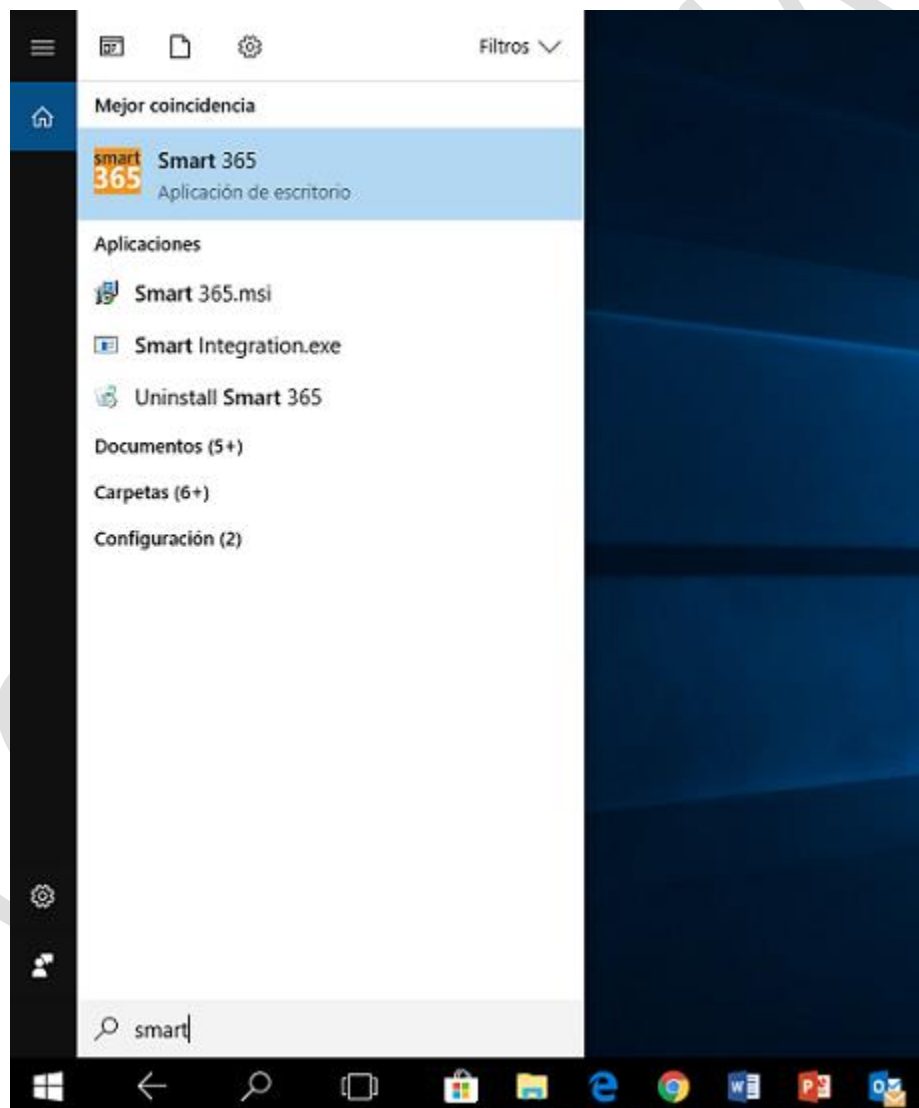 Filtros
Mejor coincidencia
smart
365
Smart 365
Aplicación de escritorio
Aplicaciones
Smart 365.msi
Smart Integration.exe
Uninstall Smart 365
Documentos (5+)
Carpetas (6+)
Configuración (2)
smart